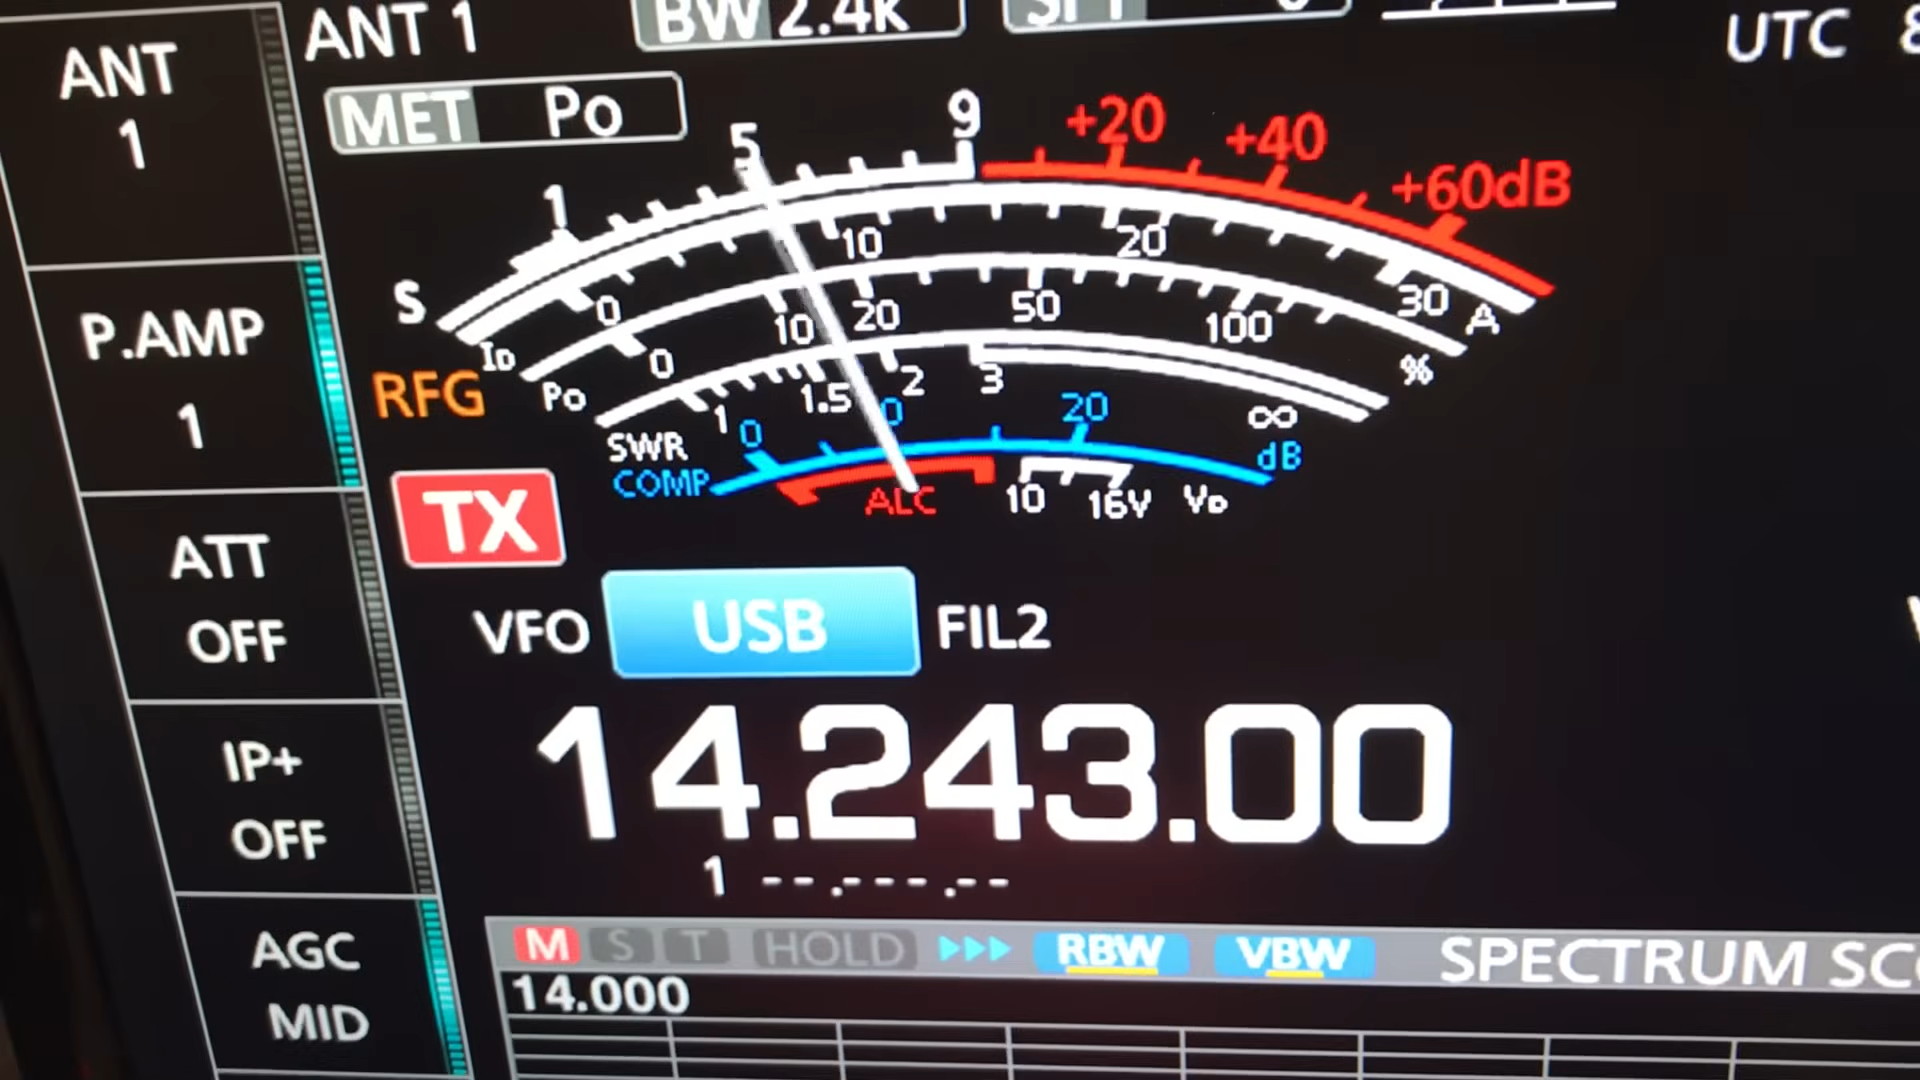 ANT
1
P.AMP
1
ATT
OFF
IP+
OFF
AGC
MID
ANT 1
BW 2.4K
UTC
MET Po
S 1 5 9 +20 +40 +60dB
Io 0 10 20 30 A
RFG
Po 0 10 20 50 100 %
SWR 1 1.5 2 3 ∞
COMP 0 20 dB
ALC 10 16V VD
TX
VFO USB FIL2
14.243.00
1 --.---.--
M S T HOLD RBW VBW SPECTRUM SC
14.000